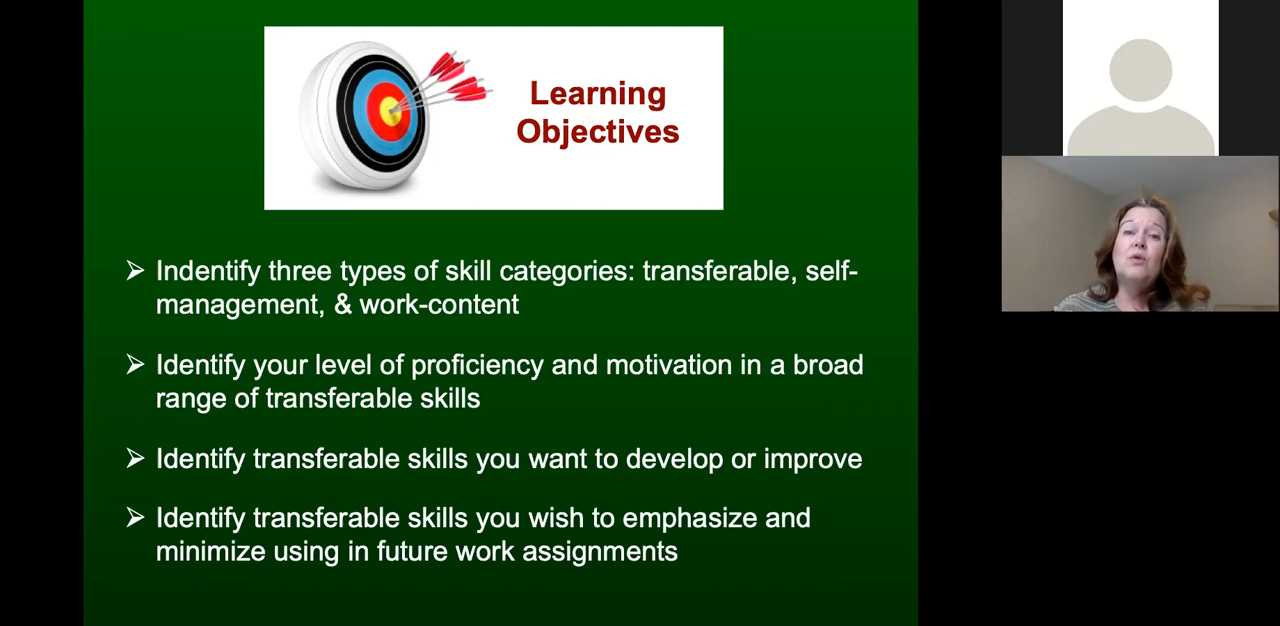 Learning
Objectives
Indentify three types of skill categories: transferable, self-
management, & work-content
Identify your level of proficiency and motivation in a broad
range of transferable skills
Identify transferable skills you want to develop or improve
Identify transferable skills you wish to emphasize and
minimize using in future work assignments